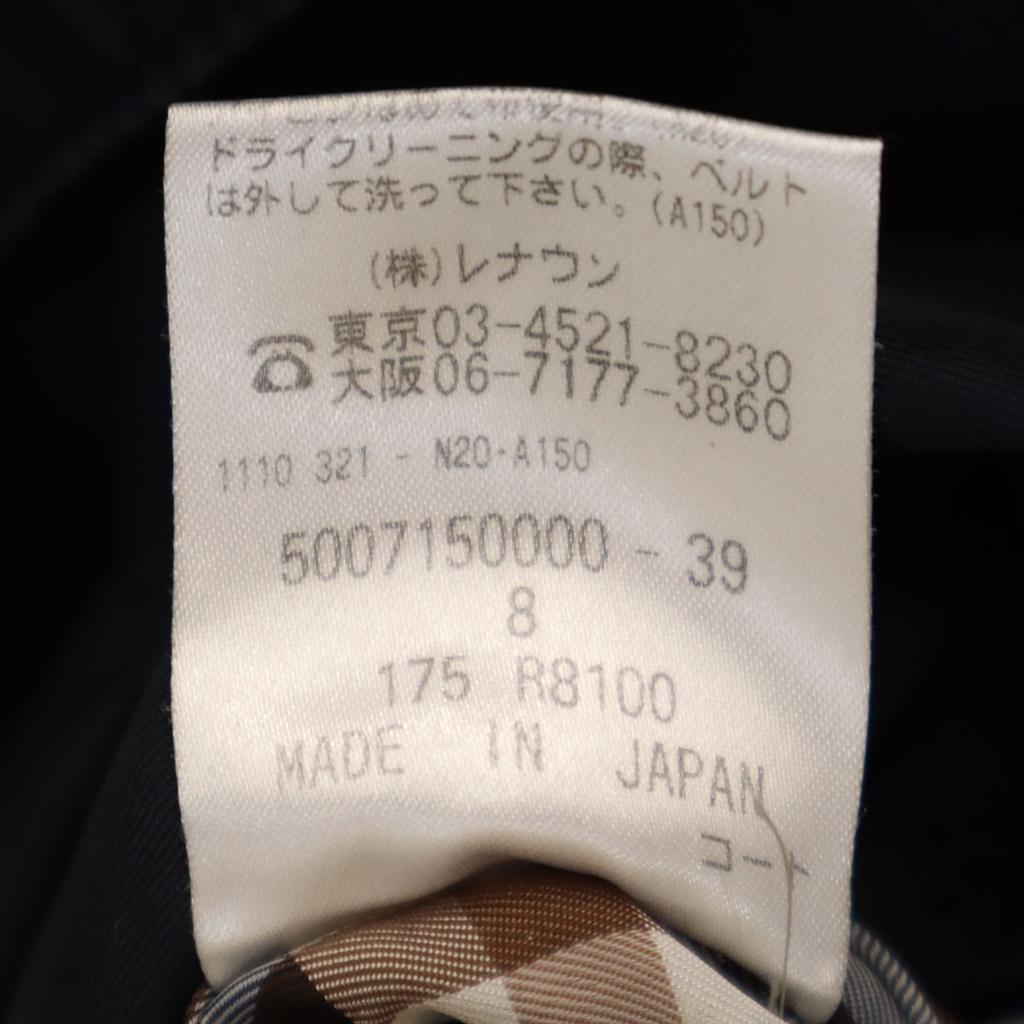 ドライクリーニングの際、ベルト
は外して洗って下さい。(A150)
(株)レナウン
東京03-4521-8230
大阪06-7177-3860
1110 321 - N20-A150
5007150000 - 39
8
175 R8100
MADE IN JAPAN
コート